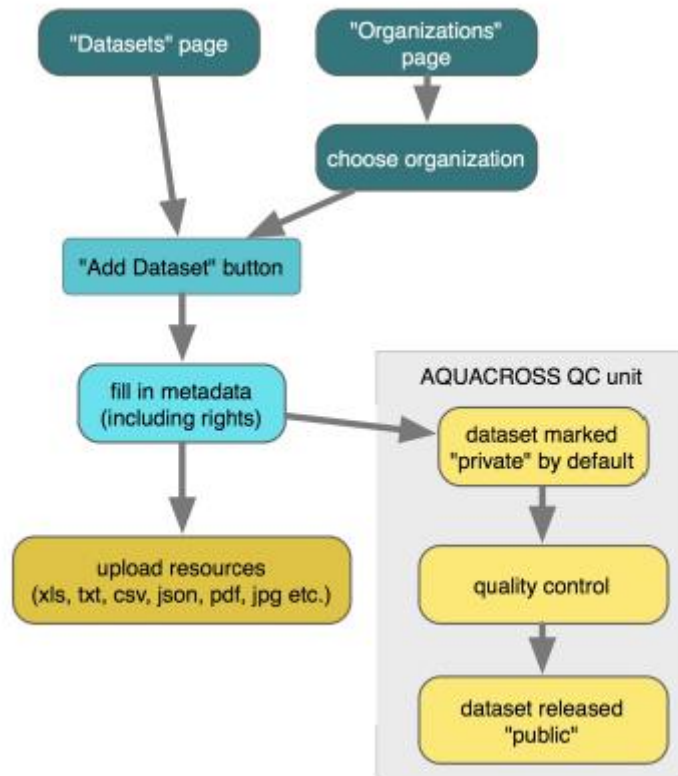 "Datasets" page
"Organizations"
page
choose organization
"Add Dataset" button
fill in metadata
(including rights)
AQUACROSS QC unit
dataset marked
"private" by default
upload resources
(xls, txt, csv, json, pdf, jpg etc.)
quality control
dataset released
"public"